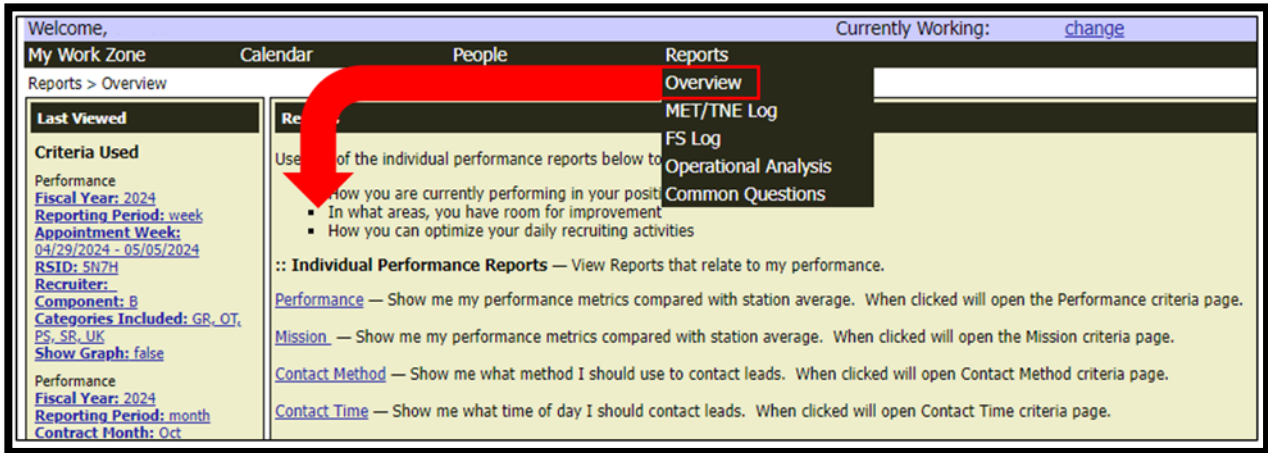 Welcome,
Currently Working: change
My Work Zone Calendar People Reports
Reports > Overview
Overview
MET/TNE Log
FS Log
Operational Analysis
Common Questions
Last Viewed
Criteria Used
Performance
Fiscal Year: 2024
Reporting Period: week
Appointment Week:
04/29/2024 - 05/05/2024
RSID: 5N7H
Recruiter:
Component: B
Categories Included: GR, OT,
PS, SR, UK
Show Graph: false
Performance
Fiscal Year: 2024
Reporting Period: month
Contract Month: Oct
of the individual performance reports below to
How you are currently performing in your
▪ In what areas, you have room for improvement
▪ How you can optimize your daily recruiting activities
:: Individual Performance Reports — View Reports that relate to my performance.
Performance — Show me my performance metrics compared with station average. When clicked will open the Performance criteria page.
Mission — Show me my performance metrics compared with station average. When clicked will open the Mission criteria page.
Contact Method — Show me what method I should use to contact leads. When clicked will open Contact Method criteria page.
Contact Time — Show me what time of day I should contact leads. When clicked will open Contact Time criteria page.